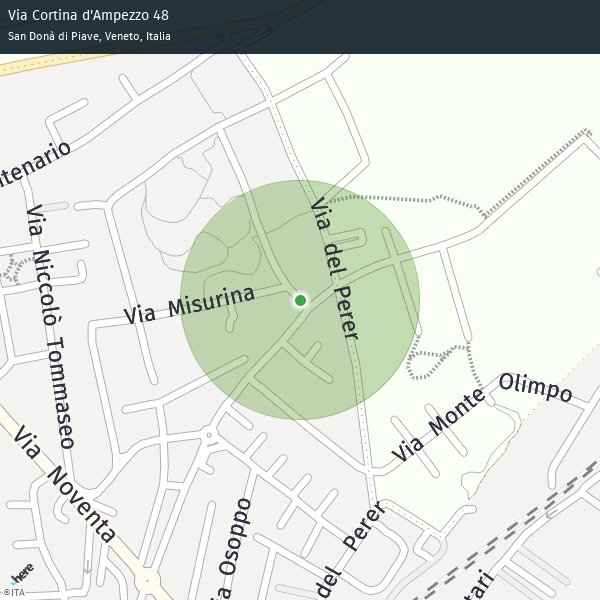 Via Cortina d'Ampezzo 48
San Donà di Piave, Veneto, Italia
ntenario
Via Niccolò Tommaseo
Via del Perer
Via Misurina
Via Monte Olimpo
Via Noventa
a Osoppo
del Perer
tari
here
©ITA